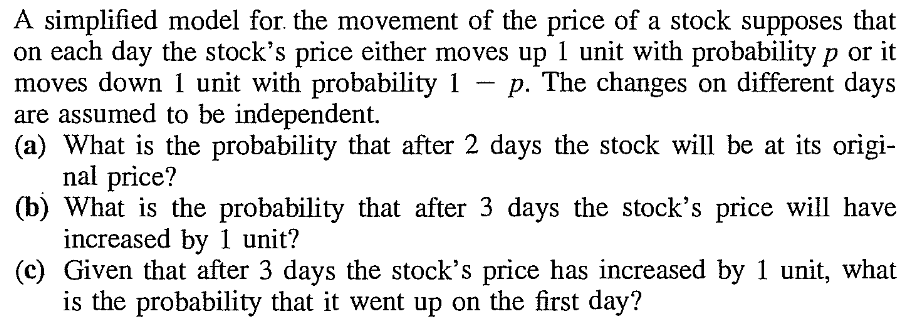 A simplified model for. the movement of the price of a stock supposes that
on each day the stock's price either moves up 1 unit with probability p or it
moves down 1 unit with probability 1 − p. The changes on different days
are assumed to be independent.
(a) What is the probability that after 2 days the stock will be at its origi-
nal price?
(b) What is the probability that after 3 days the stock's price will have
increased by 1 unit?
(c) Given that after 3 days the stock's price has increased by 1 unit, what
is the probability that it went up on the first day?